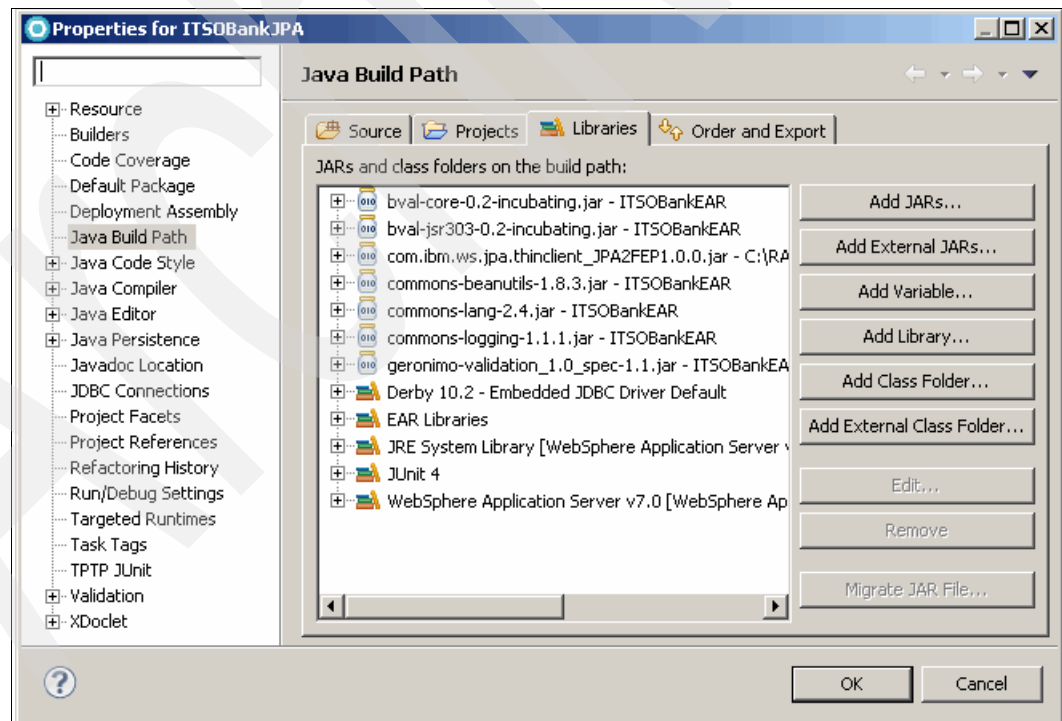 Properties for ITSOBankJPA
Java Build Path
Resource
Builders
Code Coverage
Default Package
Deployment Assembly
Java Build Path
Java Code Style
Java Compiler
Java Editor
Java Persistence
Javadoc Location
JDBC Connections
Project Facets
Project References
Refactoring History
Run/Debug Settings
Targeted Runtimes
Task Tags
TPTP JUnit
Validation
XDoclet
Source
Projects
Libraries
Order and Export
JARs and class folders on the build path:
bval-core-0.2-incubating.jar - ITSOBankEAR
bval-jsr303-0.2-incubating.jar - ITSOBankEAR
com.ibm.ws.jpa.thinclient_JPA2FEP1.0.0.jar - C:\RA
commons-beanutils-1.8.3.jar - ITSOBankEAR
commons-lang-2.4.jar - ITSOBankEAR
commons-logging-1.1.1.jar - ITSOBankEAR
geronimo-validation_1.0_spec-1.1.jar - ITSOBankEA
Derby 10.2 - Embedded JDBC Driver Default
EAR Libraries
JRE System Library [WebSphere Application Server v
JUnit 4
WebSphere Application Server v7.0 [WebSphere Ap
Add JARs...
Add External JARs...
Add Variable...
Add Library...
Add Class Folder...
Add External Class Folder...
Edit...
Remove
Migrate JAR File...
OK
Cancel